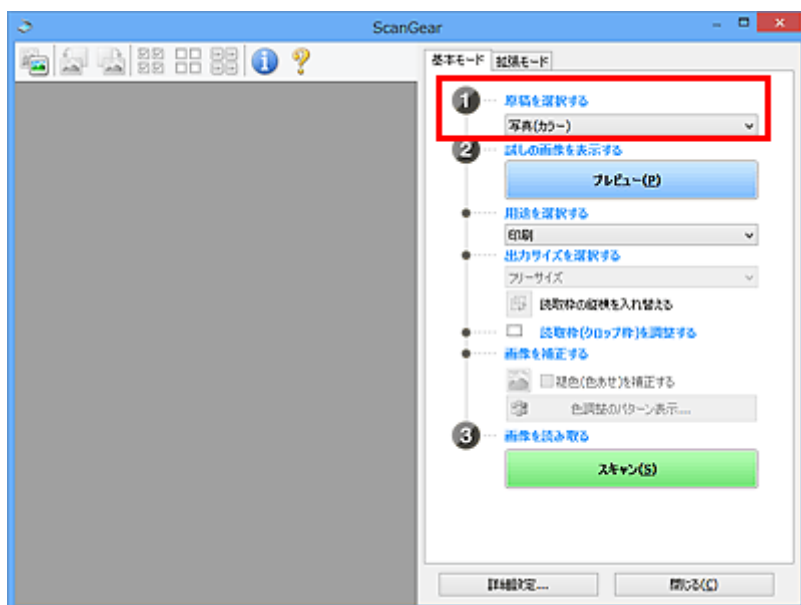 ScanGear
基本モード 拡張モード
1 原稿を選択する
写真(カラー)
2 試しの画像を表示する
プレビュー(P)
用途を選択する
印刷
出力サイズを選択する
フリーサイズ
読取枠の縦横を入れ替える
読取枠(クロップ枠)を調整する
画像を補正する
褪色(色あせ)を補正する
色調整のパターン表示...
3 画像を読み取る
スキャン(S)
詳細設定... 閉じる(C)